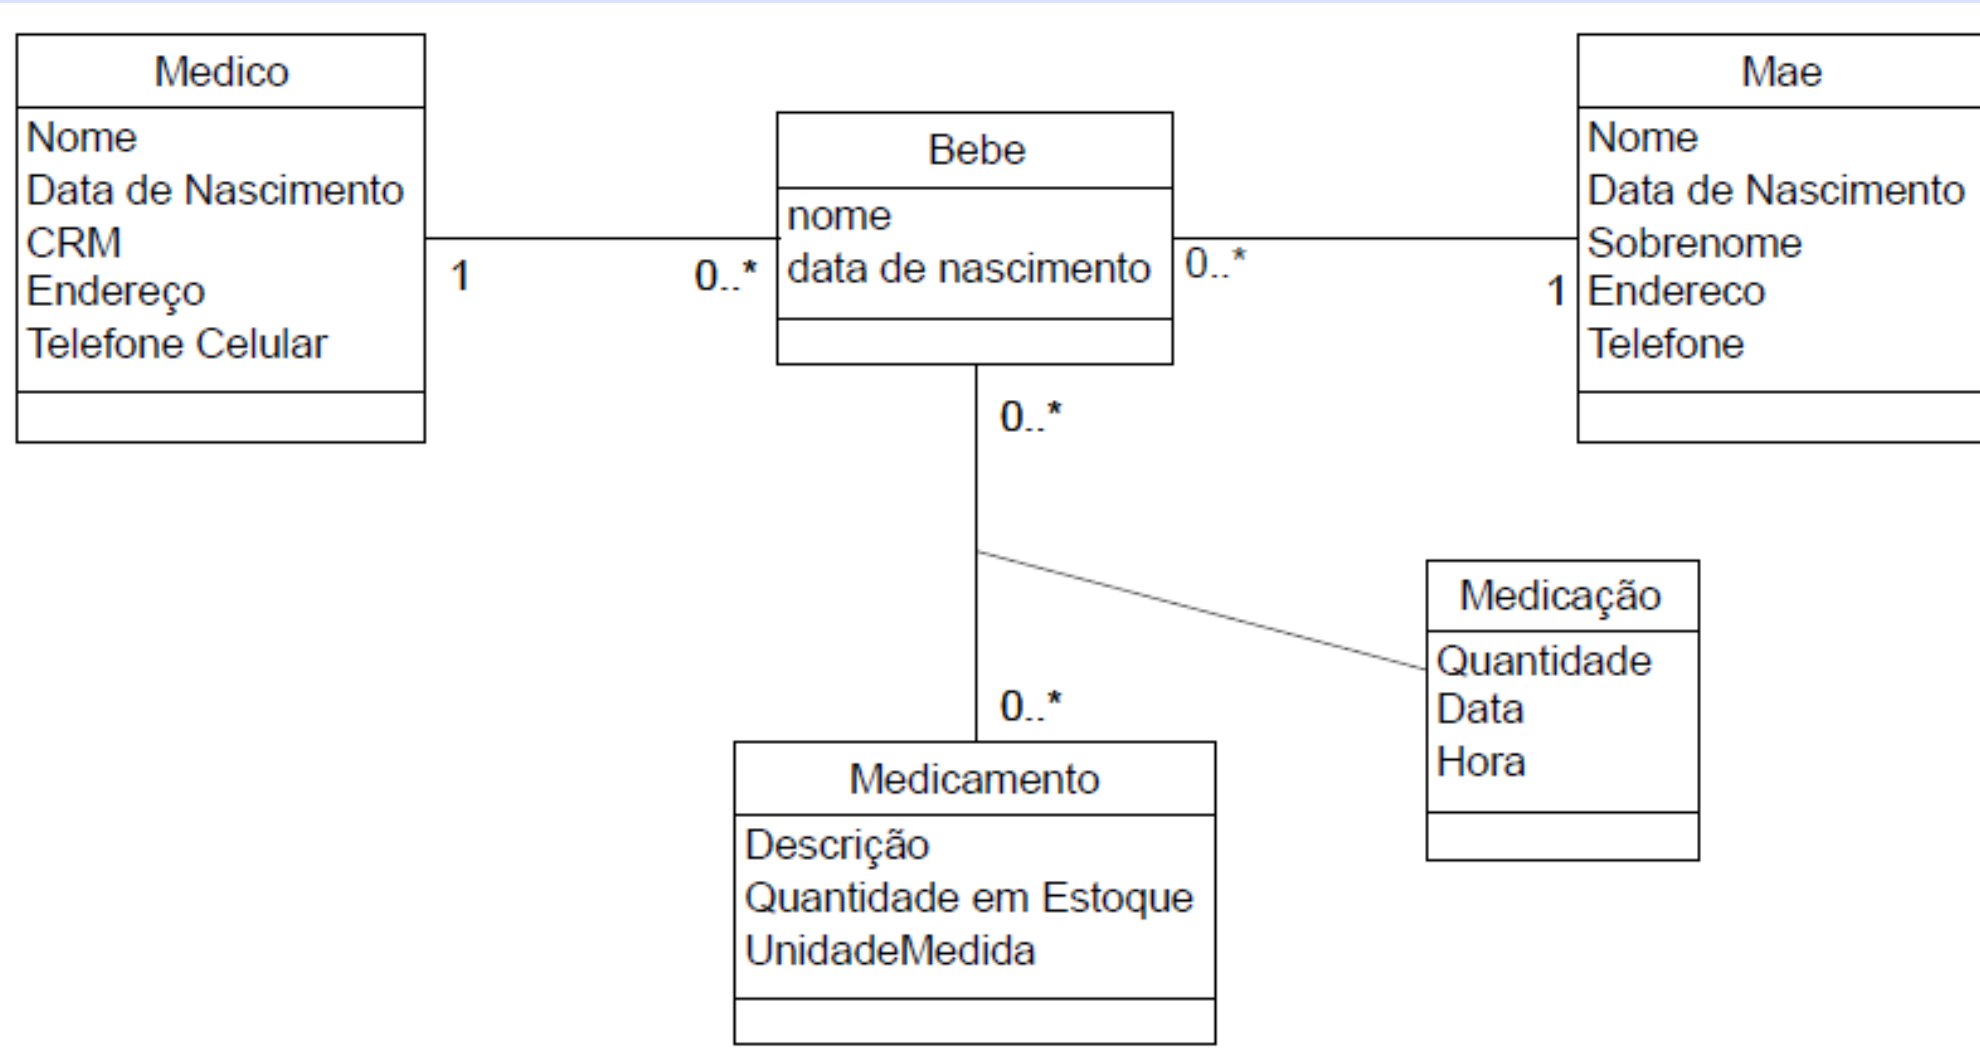 Medico
Nome
Data de Nascimento
CRM
Endereço
Telefone Celular
1
0..*
Bebe
nome
data de nascimento
0..*
1
Mae
Nome
Data de Nascimento
Sobrenome
Endereco
Telefone
0..*
0..*
Medicação
Quantidade
Data
Hora
Medicamento
Descrição
Quantidade em Estoque
UnidadeMedida